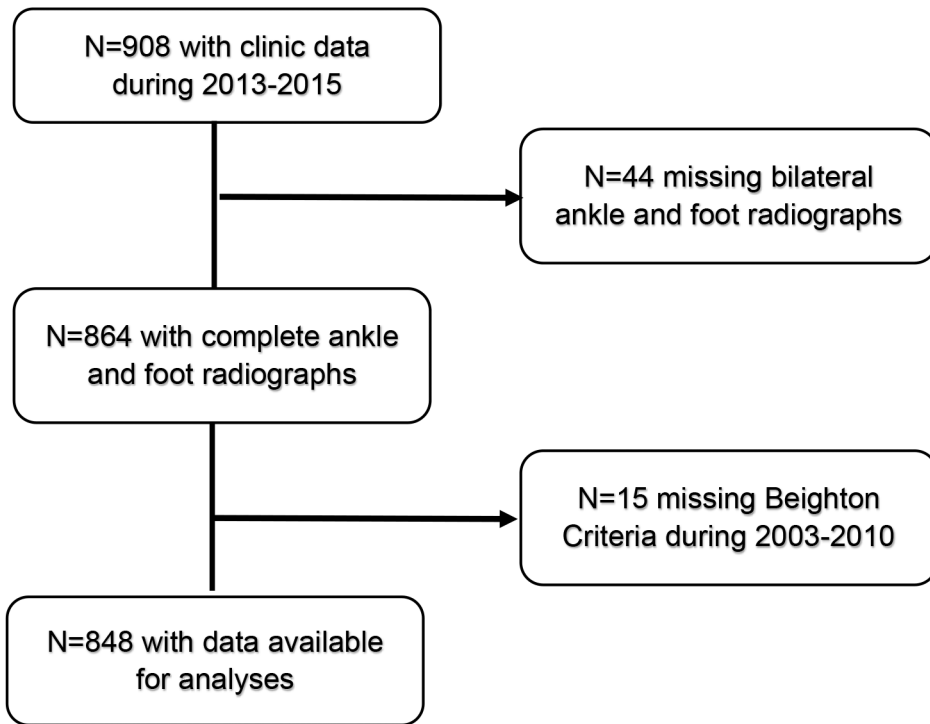 N=908 with clinic data
during 2013-2015
N=44 missing bilateral
ankle and foot radiographs
N=864 with complete ankle
and foot radiographs
N=15 missing Beighton
Criteria during 2003-2010
N=848 with data available
for analyses